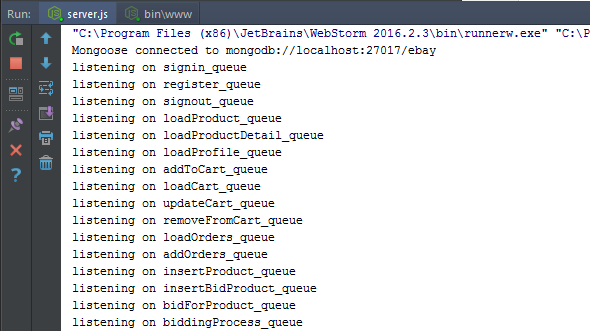 Run: server.js bin\www
"C:\Program Files (x86)\JetBrains\WebStorm 2016.2.3\bin\runnerw.exe" "C:\P
Mongoose connected to mongodb://localhost:27017/ebay
listening on signin_queue
listening on register_queue
listening on signout_queue
listening on loadProduct_queue
listening on loadProductDetail_queue
listening on loadProfile_queue
listening on addToCart_queue
listening on loadCart_queue
listening on updateCart_queue
listening on removeFromCart_queue
listening on loadOrders_queue
listening on addOrders_queue
listening on insertProduct_queue
listening on insertBidProduct_queue
listening on bidForProduct_queue
listening on biddingProcess_queue